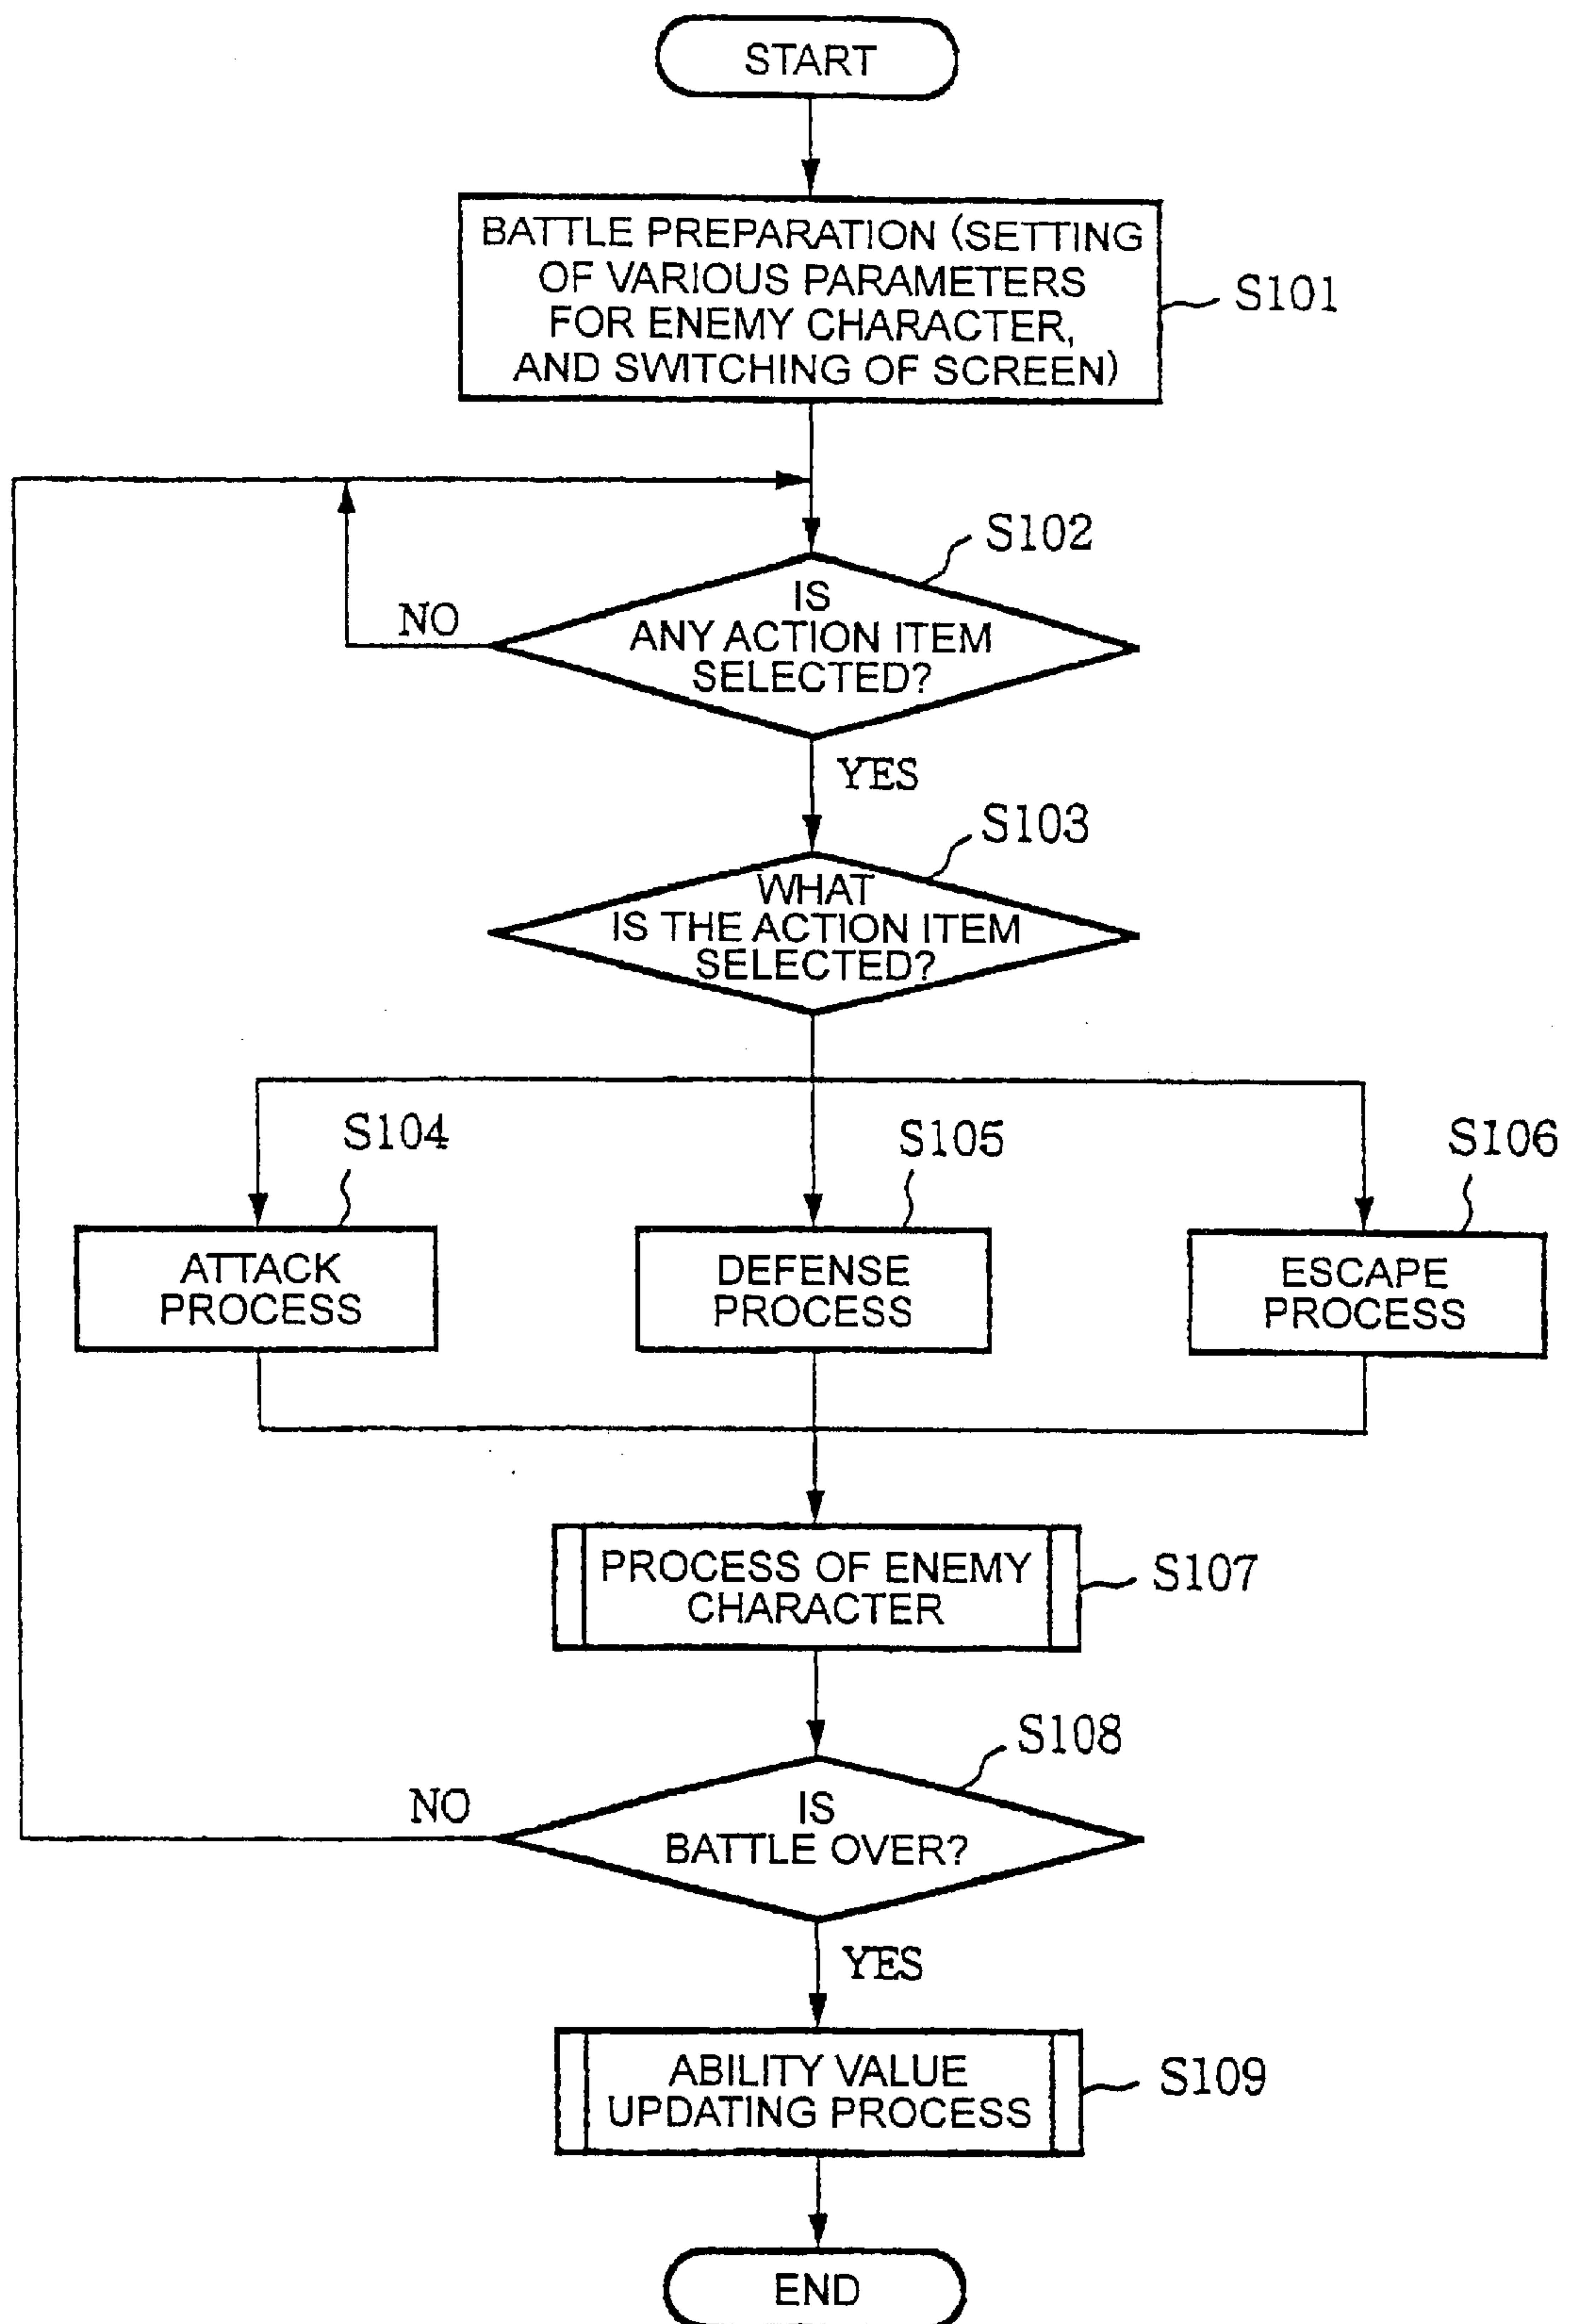 START
BATTLE PREPARATION (SETTING
OF VARIOUS PARAMETERS
FOR ENEMY CHARACTER,
AND SWITCHING OF SCREEN)
S101
S102
IS
ANY ACTION ITEM
SELECTED?
NO
YES
S103
WHAT
IS THE ACTION ITEM
SELECTED?
S104
ATTACK
PROCESS
S105
DEFENSE
PROCESS
S106
ESCAPE
PROCESS
PROCESS OF ENEMY
CHARACTER
S107
S108
IS
BATTLE OVER?
NO
YES
ABILITY VALUE
UPDATING PROCESS
S109
END